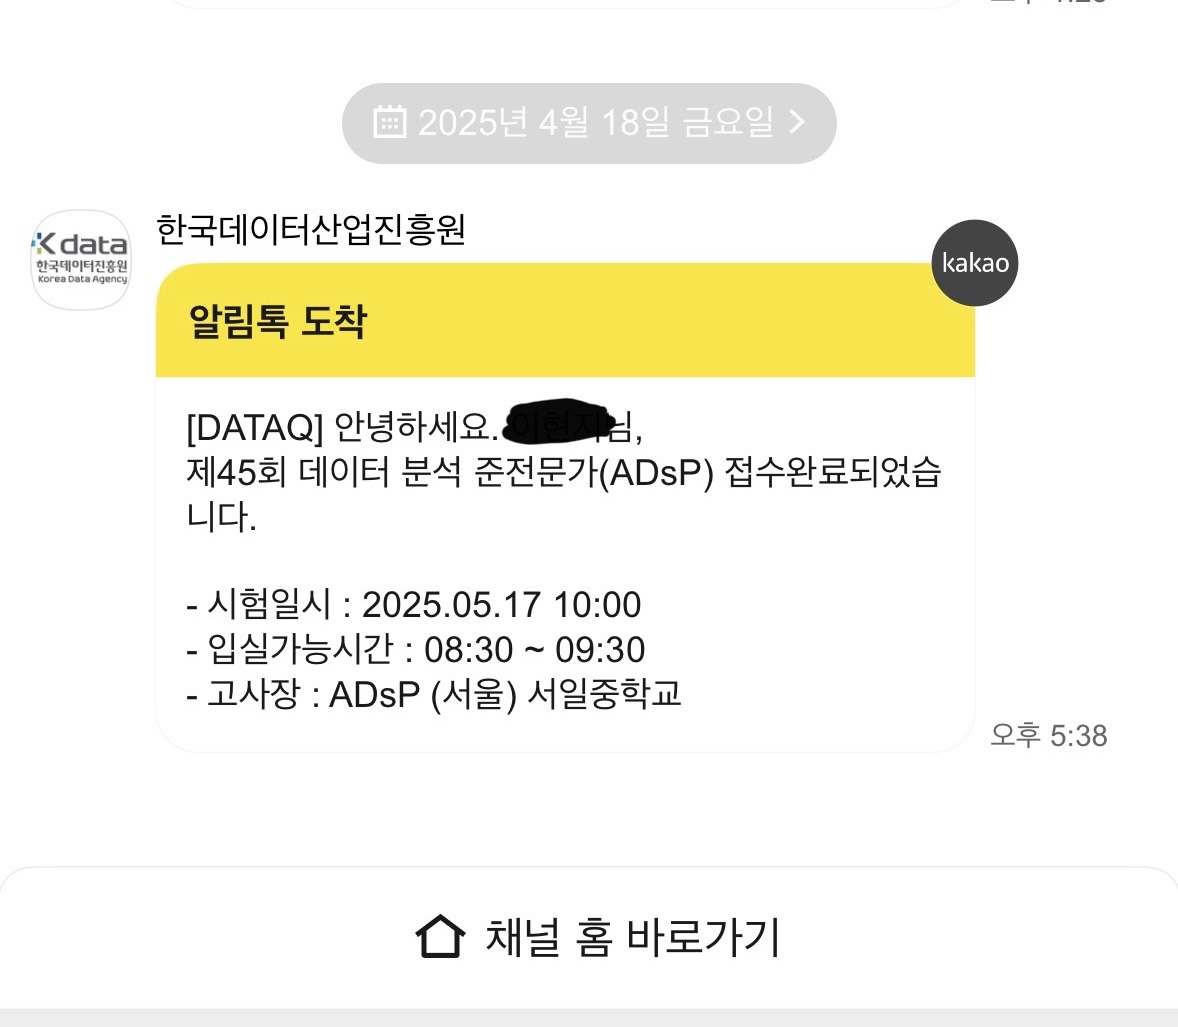 2025년 4월 18일 금요일
K data
한국데이터진흥원
Korea Data Agency
한국데이터산업진흥원
kakao
알림톡 도착
[DATAQ] 안녕하세요. 님,
제45회 데이터 분석 준전문가(ADsP) 접수완료되었습
니다.
- 시험일시 : 2025.05.17 10:00
- 입실가능시간 : 08:30 ~ 09:30
- 고사장 : ADsP (서울) 서일중학교
오후 5:38
채널 홈 바로가기